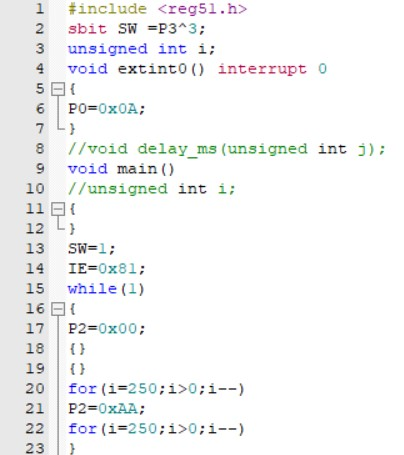 1 #include <reg51.h>
2 sbit SW =P3^3;
3 unsigned int i;
4 void extint0() interrupt 0
5 {
6 P0=0x0A;
7 }
8 //void delay_ms(unsigned int j);
9 void main()
10 //unsigned int i;
11 {
12 }
13 SW=1;
14 IE=0x81;
15 while(1)
16 {
17 P2=0x00;
18 {}
19 {}
20 for(i=250;i>0;i--)
21 P2=0xAA;
22 for(i=250;i>0;i--)
23 }